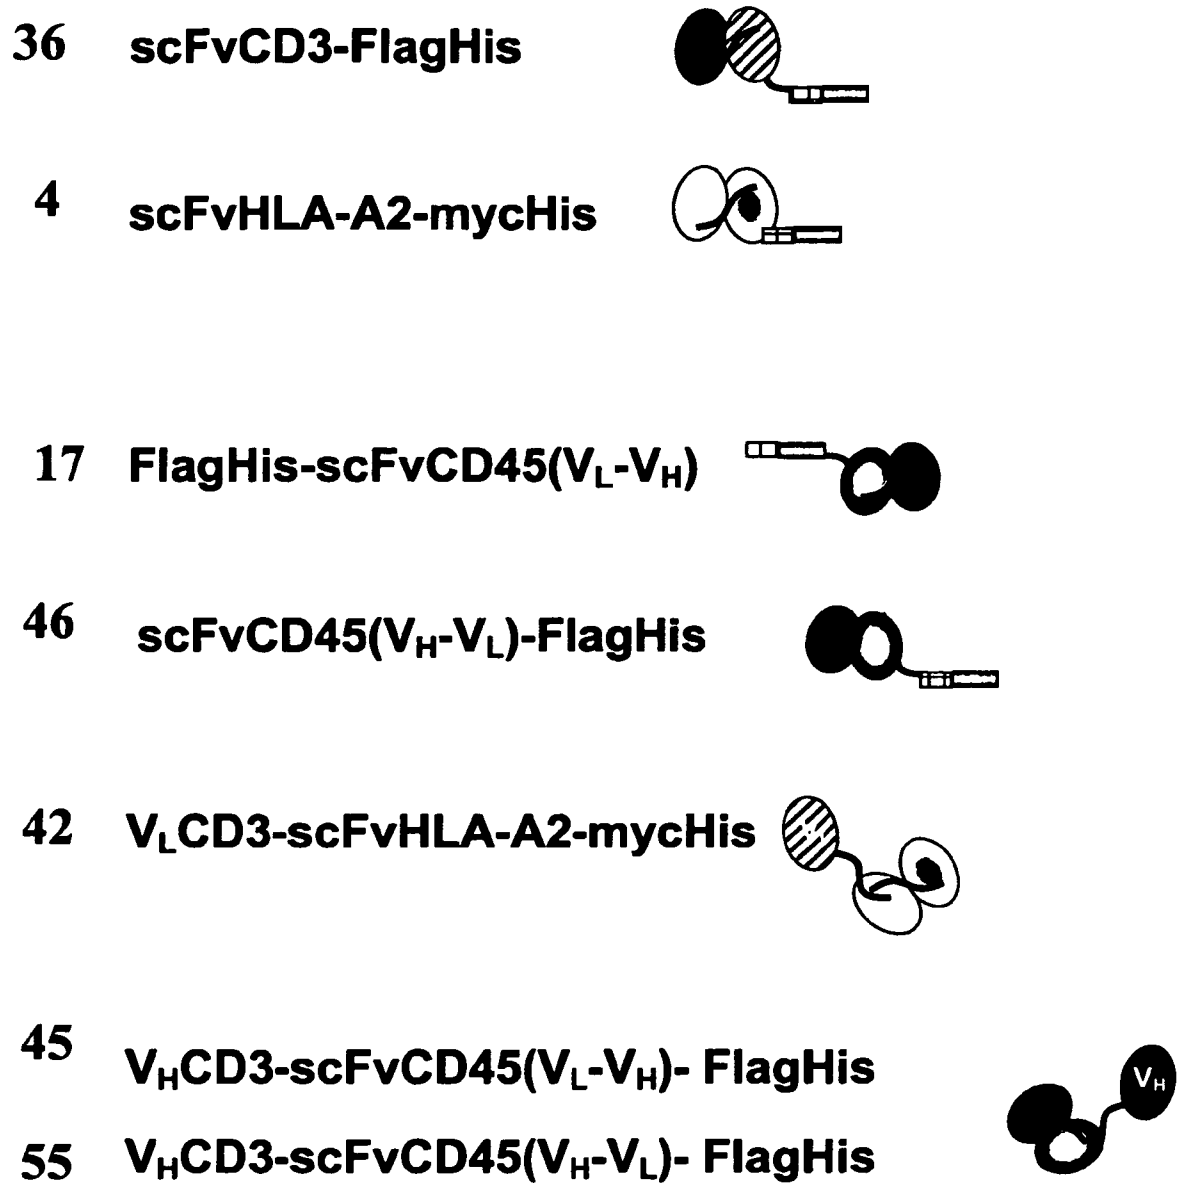 36 scFvCD3-FlagHis
4 scFvHLA-A2-mycHis
17 FlagHis-scFvCD45(VL-VH)
46 scFvCD45(VH-VL)-FlagHis
42 VLCD3-scFvHLA-A2-mycHis
45 VHCD3-scFvCD45(VL-VH)- FlagHis
VH
55 VHCD3-scFvCD45(VH-VL)- FlagHis